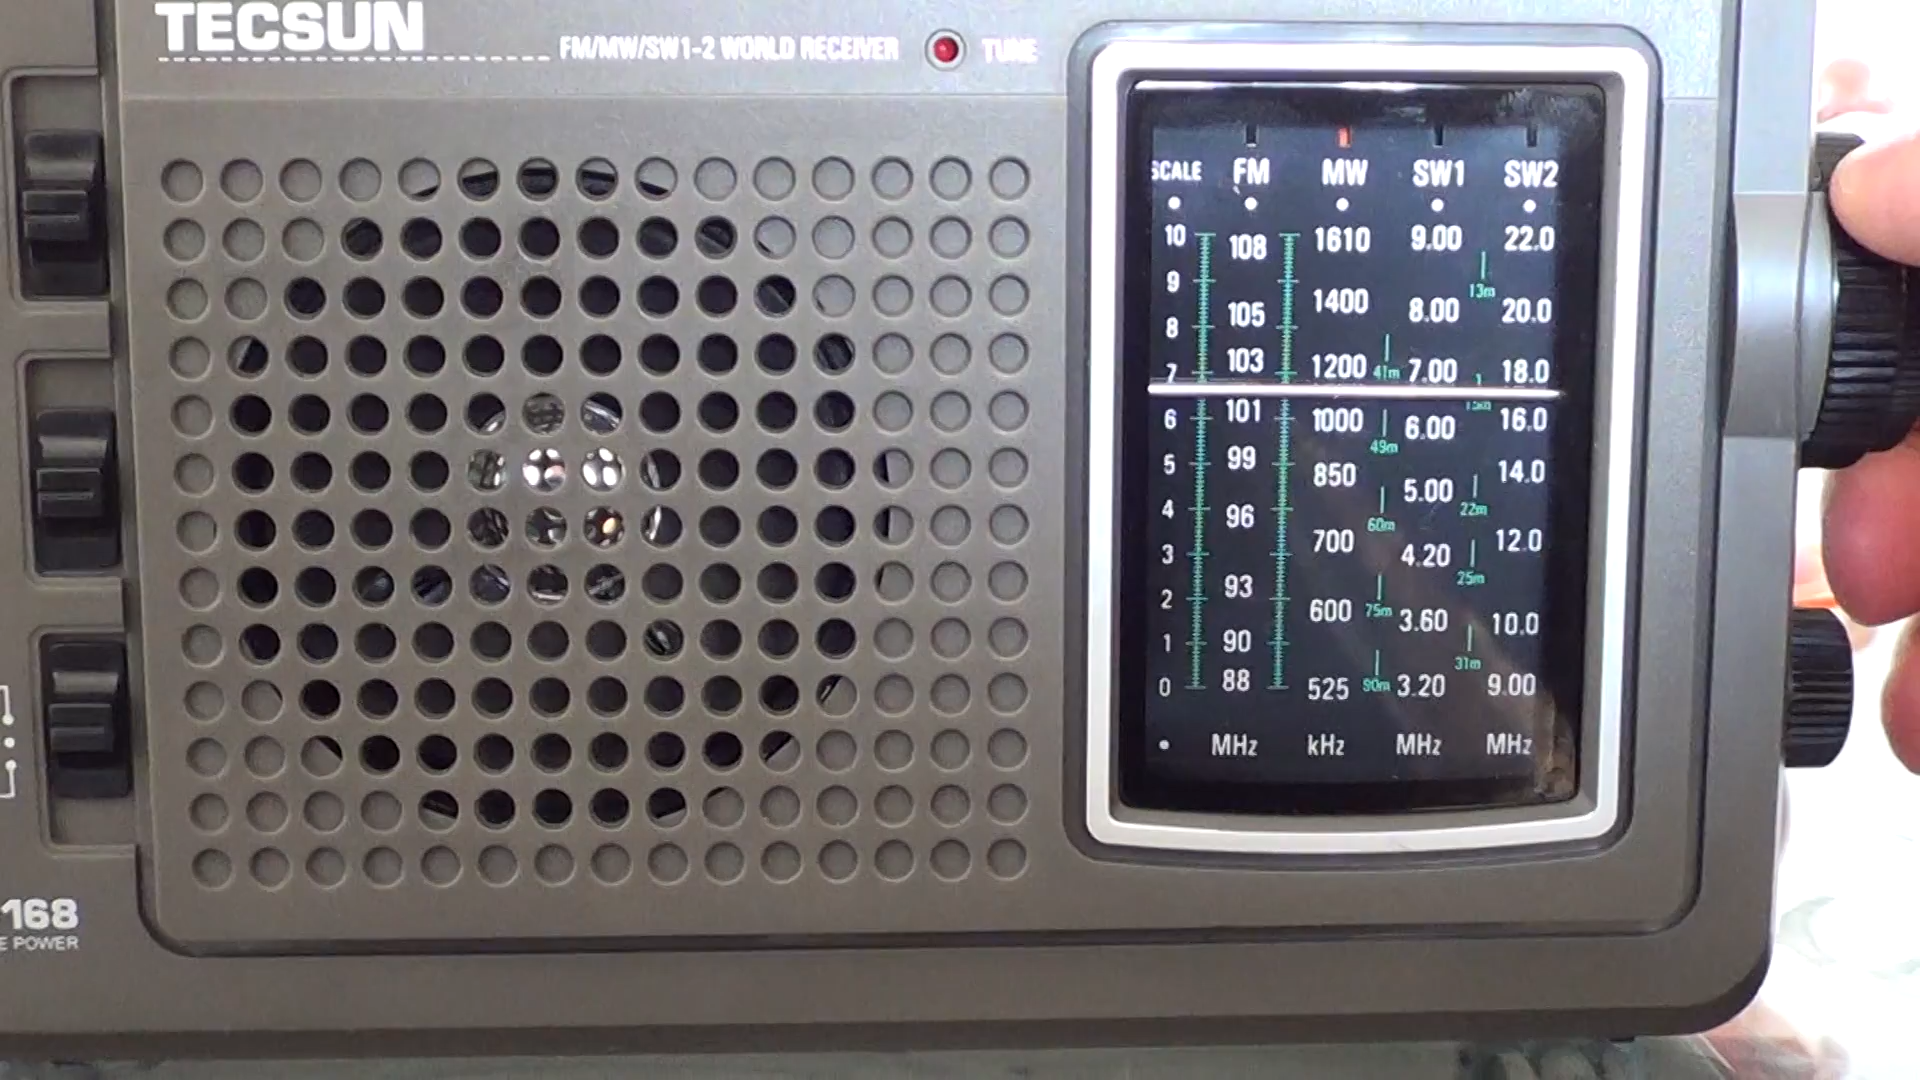 TECSUN
FM/MW/SW1-2 WORLD RECEIVER TUNE
SCALE FM MW SW1 SW2
10 108 1610 9.00 22.0
13m
9 1400 20.0
8 105 8.00
103 1200 41m 7.00 18.0
7
6 101 1000 6.00 16.0
49m
5 99 850 5.00 14.0
4 96 60m 22m
700 4.20 12.0
3 25m
2 93 600 75m 3.60 10.0
1 90 31m
0 88 525 90m 3.20 9.00
MHz kHz MHz MHz
168
E POWER